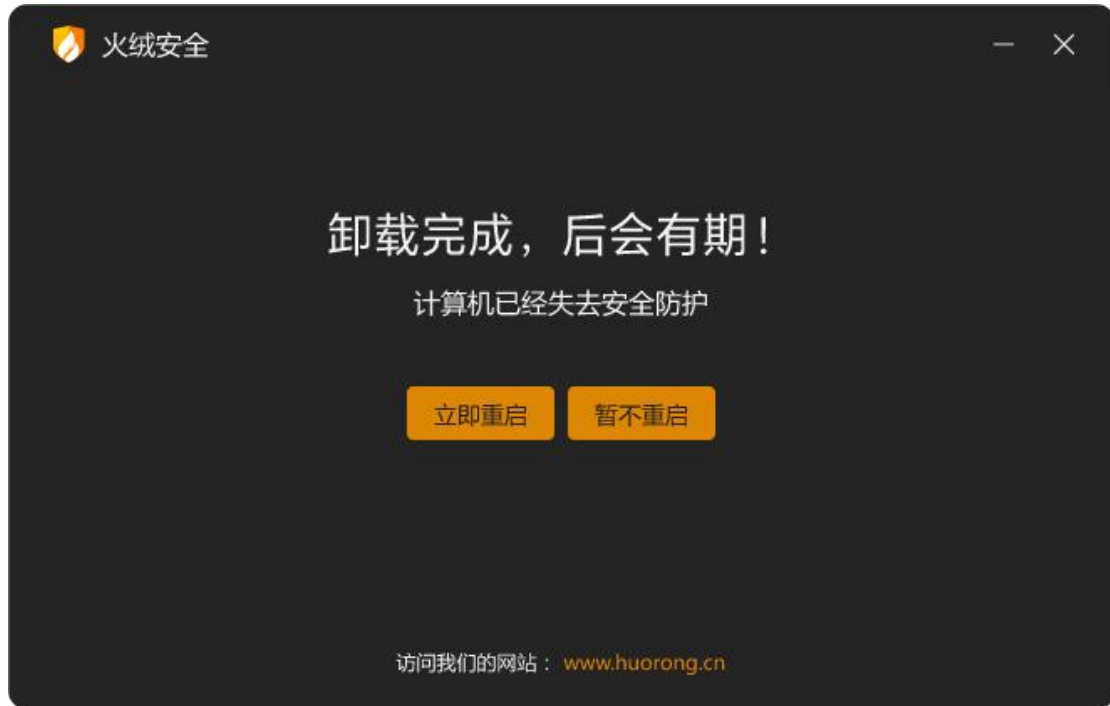 火绒安全
卸载完成，后会有期！
计算机已经失去安全防护
立即重启 暂不重启
访问我们的网站：www.huorong.cn